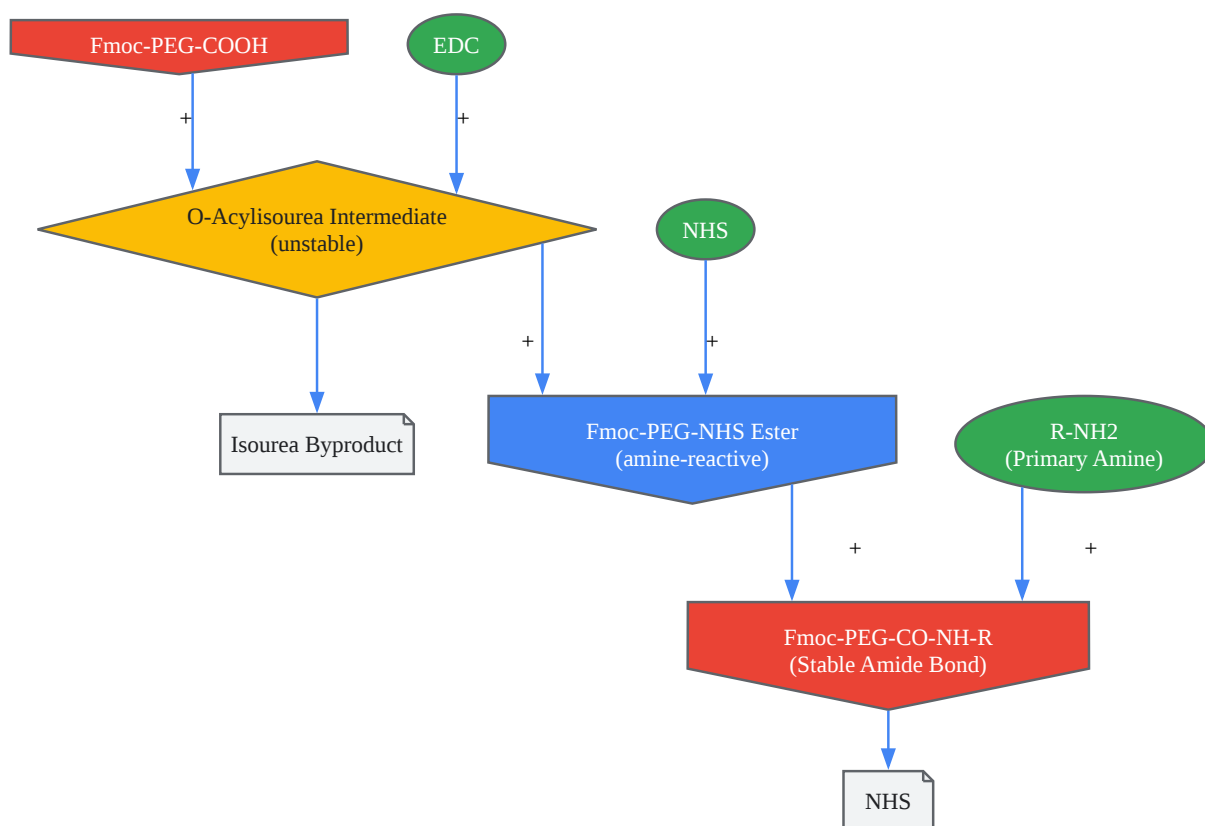 Fmoc-PEG-COOH
EDC
+
+
O-Acylisourea Intermediate
(unstable)
NHS
+
+
Isourea Byproduct
Fmoc-PEG-NHS Ester
(amine-reactive)
R-NH2
(Primary Amine)
+
+
Fmoc-PEG-CO-NH-R
(Stable Amide Bond)
NHS